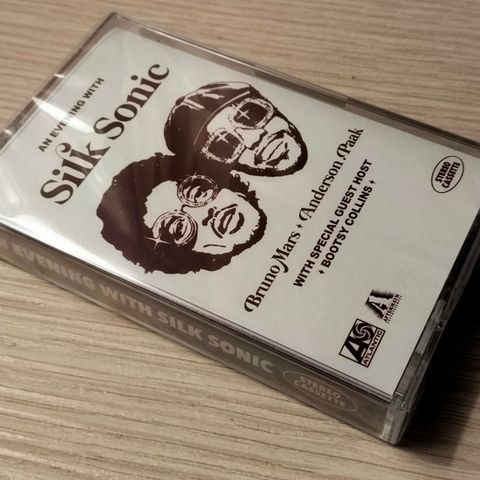 AN EVENING WITH
Silk Sonic
Bruno Mars + Anderson .Paak
WITH SPECIAL GUEST HOST
+ BOOTSY COLLINS +
STEREO
CASSETTE
ATLANTIC
AFTERMATH
EVENING WITH SILK SONIC
STEREO
CASSETTE